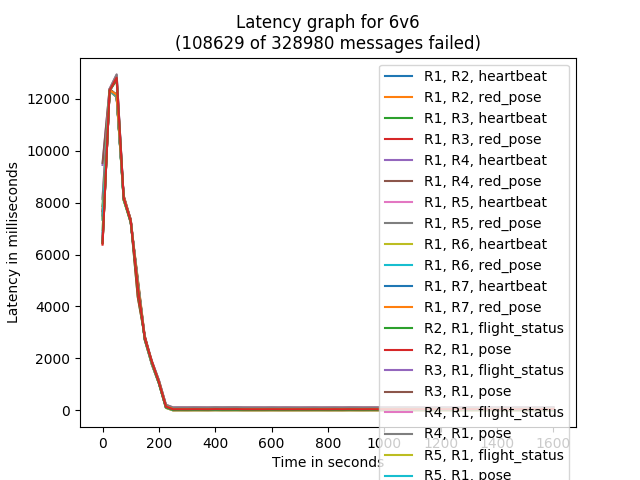 Latency graph for 6v6
(108629 of 328980 messages failed)
Latency in milliseconds
12000
10000
8000
6000
4000
2000
0
R1, R2, heartbeat
R1, R2, red_pose
R1, R3, heartbeat
R1, R3, red_pose
R1, R4, heartbeat
R1, R4, red_pose
R1, R5, heartbeat
R1, R5, red_pose
R1, R6, heartbeat
R1, R6, red_pose
R1, R7, heartbeat
R1, R7, red_pose
R2, R1, flight_status
R2, R1, pose
R3, R1, flight_status
R3, R1, pose
R4, R1, flight_status
R4, R1, pose
R5, R1, flight_status
R5, R1, pose
0 200 400 600 800 1000 1200 1400 1600
Time in seconds